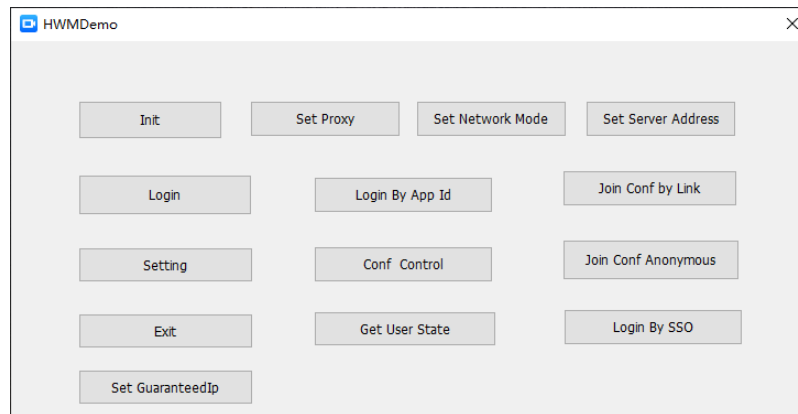 HWMDemo
Init
Set Proxy
Set Network Mode
Set Server Address
Login
Login By App Id
Join Conf by Link
Setting
Conf Control
Join Conf Anonymous
Exit
Get User State
Login By SSO
Set GuaranteedIp